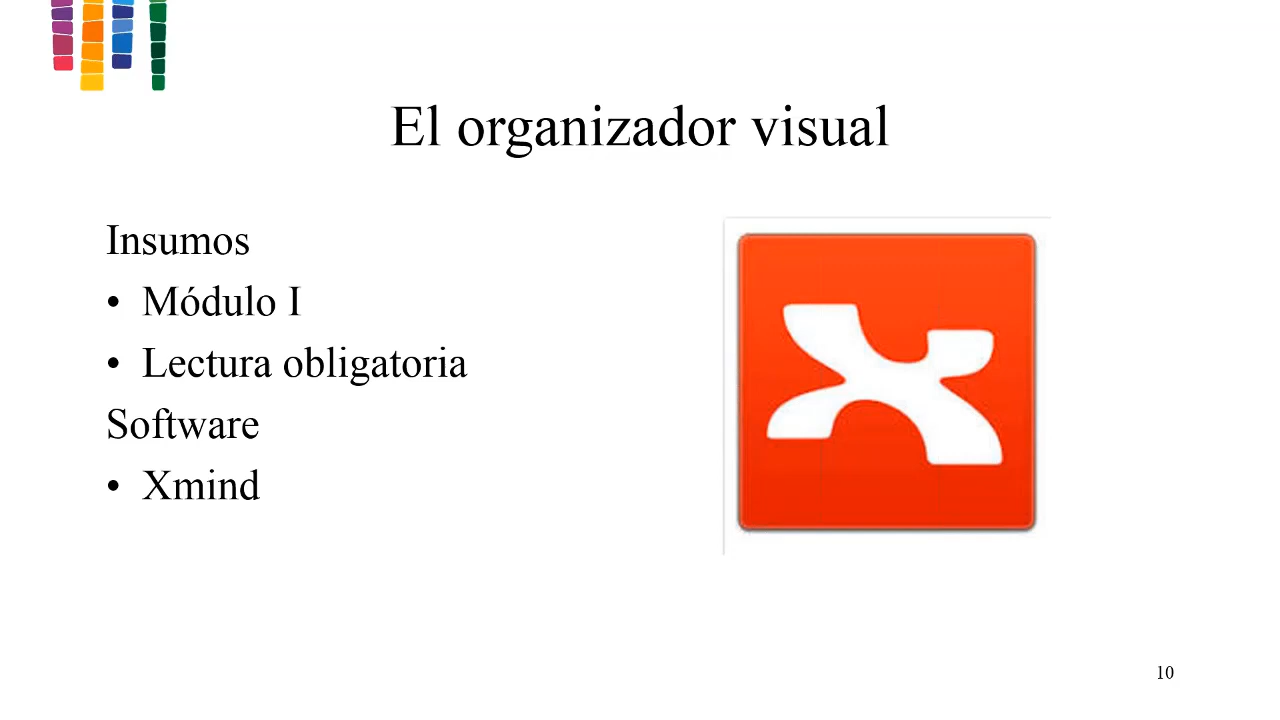 El organizador visual
Insumos
• Módulo I
• Lectura obligatoria
Software
• Xmind
10